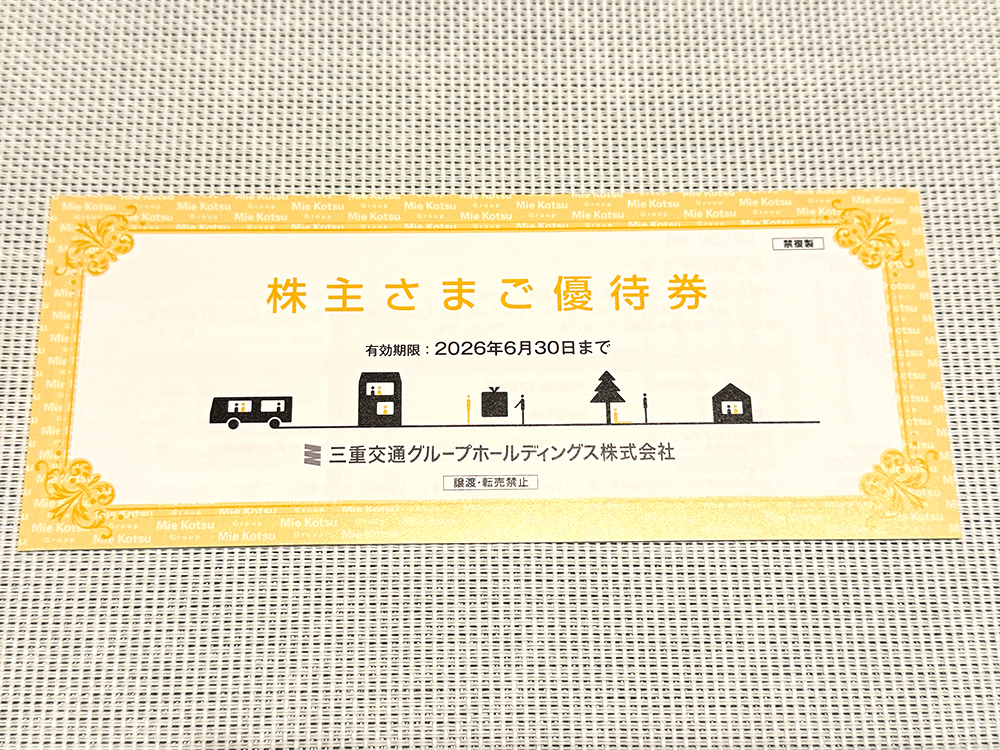 Mie Kotsu Group
禁複製
株主さまご優待券
有効期限：2026年6月30日まで
三重交通グループホールディングス株式会社
譲渡・転売禁止